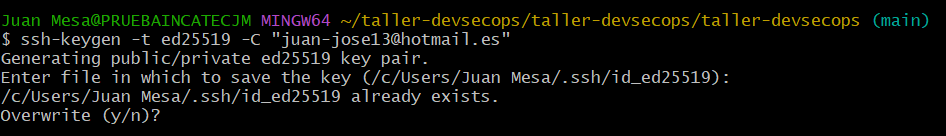 Juan Mesa@PRUEBAINCATECJM MINGW64 ~/taller-devsecops/taller-devsecops/taller-devsecops (main)
$ ssh-keygen -t ed25519 -C "juan-jose13@hotmail.es"
Generating public/private ed25519 key pair.
Enter file in which to save the key (/c/Users/Juan Mesa/.ssh/id_ed25519):
/c/Users/Juan Mesa/.ssh/id_ed25519 already exists.
Overwrite (y/n)?